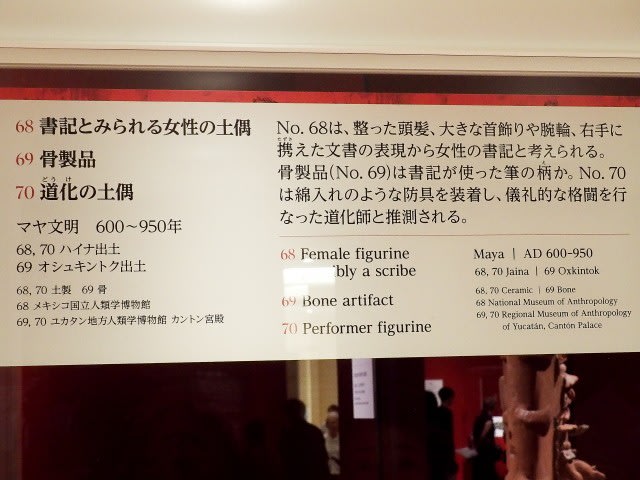 68 書記とみられる女性の土偶
69 骨製品
どう け
70 道化の土偶
マヤ文明 600～950年
68, 70 ハイナ出土
69 オシュキントク出土
68, 70 土製 69 骨
68 メキシコ国立人類学博物館
69, 70 ユカタン地方人類学博物館 カントン宮殿
No. 68は、整った頭髪、大きな首飾りや腕輪、右手に
たずさ
携えた文書の表現から女性の書記と考えられる。
え
骨製品(No. 69)は書記が使った筆の柄か。No. 70
は綿入れのような防具を装着し、儀礼的な格闘を行
なった道化師と推測される。
68 Female figurine
bly a scribe
69 Bone artifact
70 Performer figurine
Maya | AD 600-950
68, 70 Jaina | 69 Oxkintok
68, 70 Ceramic | 69 Bone
68 National Museum of Anthropology
69, 70 Regional Museum of Anthropology
of Yucatán, Cantón Palace